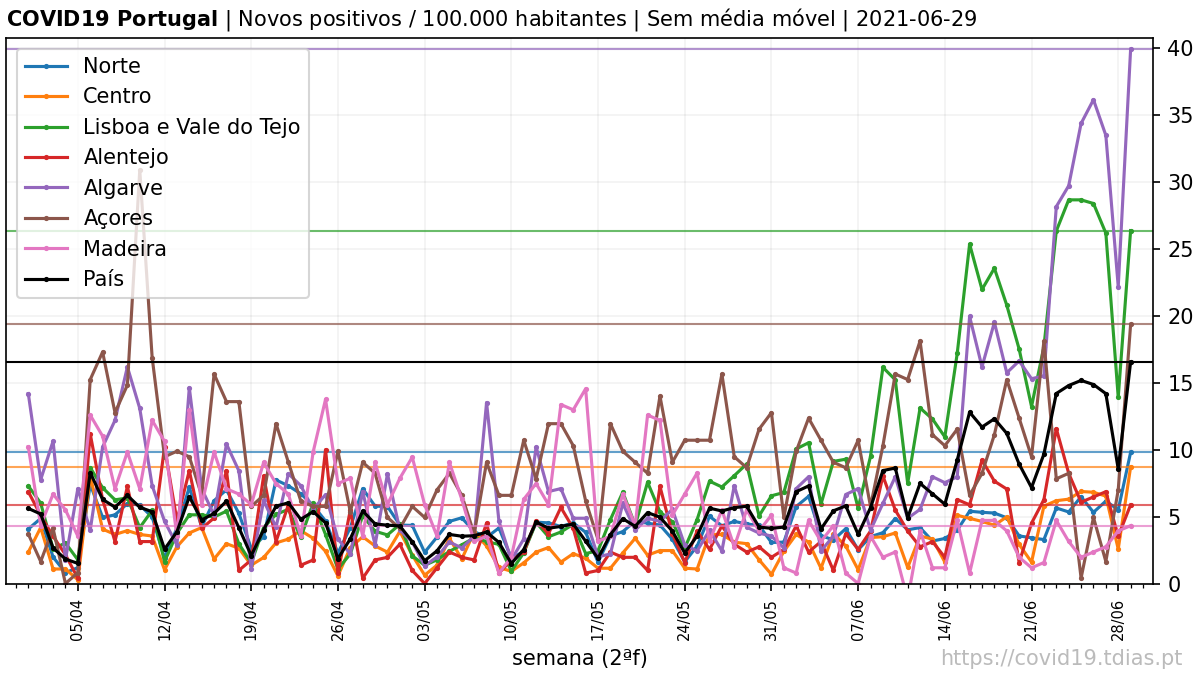 COVID19 Portugal | Novos positivos / 100.000 habitantes | Sem média móvel | 2021-06-29
Norte
Centro
Lisboa e Vale do Tejo
Alentejo
Algarve
Açores
Madeira
País
40
35
30
25
20
15
10
5
0
05/04
12/04
19/04
26/04
03/05
10/05
17/05
24/05
31/05
07/06
14/06
21/06
28/06
semana (2ªf)
https://covid19.tdias.pt